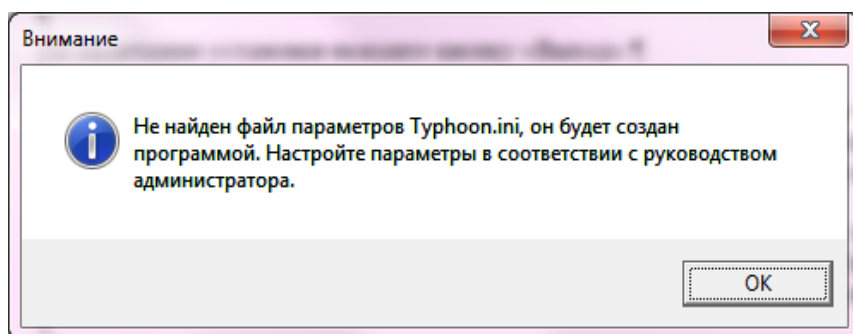 Внимание
Не найден файл параметров Typhoon.ini, он будет создан
программой. Настройте параметры в соответствии с руководством
администратора.
OK